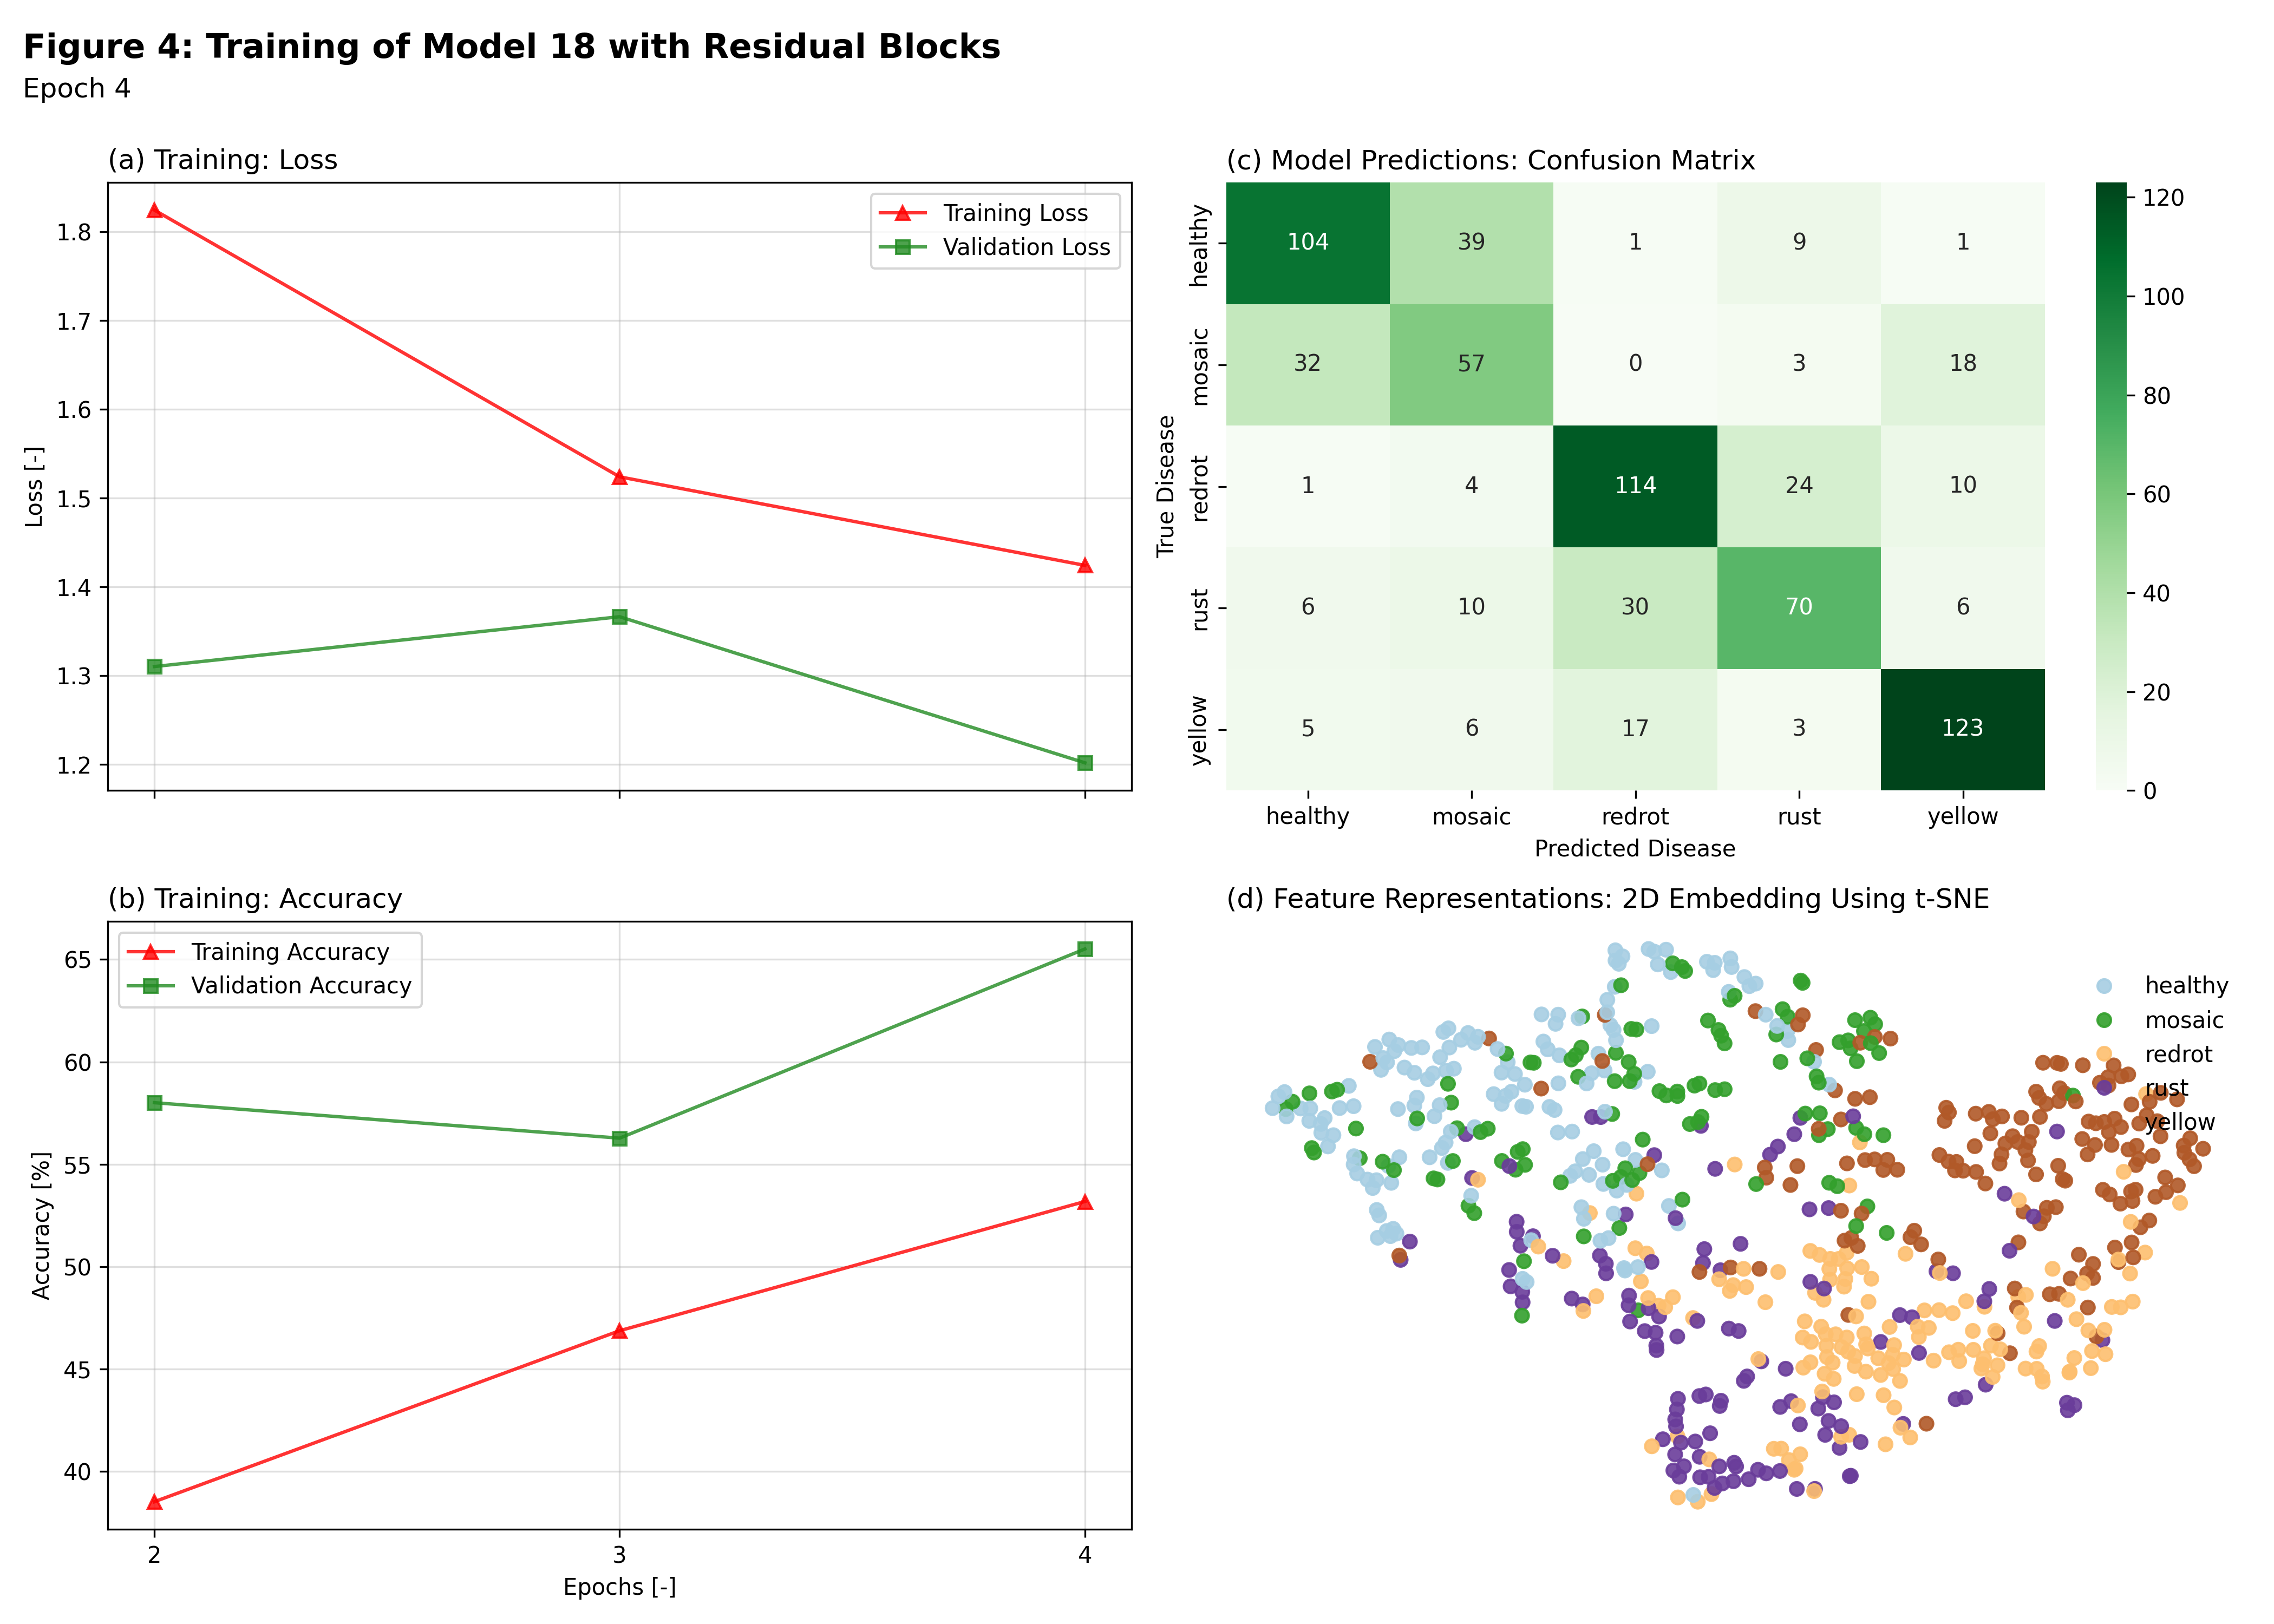 Figure 4: Training of Model 18 with Residual Blocks
Epoch 4
(a) Training: Loss
Training Loss
Validation Loss
1.8
1.7
1.6
1.5
1.4
1.3
1.2
Loss [-]
(b) Training: Accuracy
Training Accuracy
Validation Accuracy
65
60
55
50
45
40
Accuracy [%]
2 3 4
Epochs [-]
(c) Model Predictions: Confusion Matrix
True Disease
healthy 104 39 1 9 1
mosaic 32 57 0 3 18
redrot 1 4 114 24 10
rust 6 10 30 70 6
yellow 5 6 17 3 123
healthy mosaic redrot rust yellow
Predicted Disease
120
100
80
60
40
20
0
(d) Feature Representations: 2D Embedding Using t-SNE
healthy
mosaic
redrot
rust
yellow